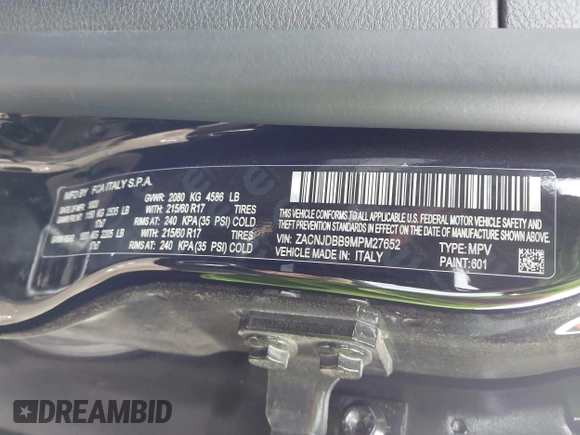 MFD. BY FCA ITALY S.P.A.
GVWR: 2080 KG 4586 LB
WITH: 215/60 R17 TIRES
RIMS AT: 240 KPA(35 PSI) COLD
WITH: 215/60 R17 TIRES
RIMS AT: 240 KPA(35 PSI) COLD
THIS VEHICLE CONFORMS TO ALL APPLICABLE
U.S.A. FEDERAL MOTOR VEHICLE SAFETY,
BUMPER, AND THEFT PREVENTION STANDARDS
IN EFFECT ON THE DATE OF MANUFACTURE SHOWN ABOVE.
VIN: ZACNJDBB9MPM27652 TYPE: MPV
VEHICLE MADE IN: ITALY PAINT:601
DREAMBID